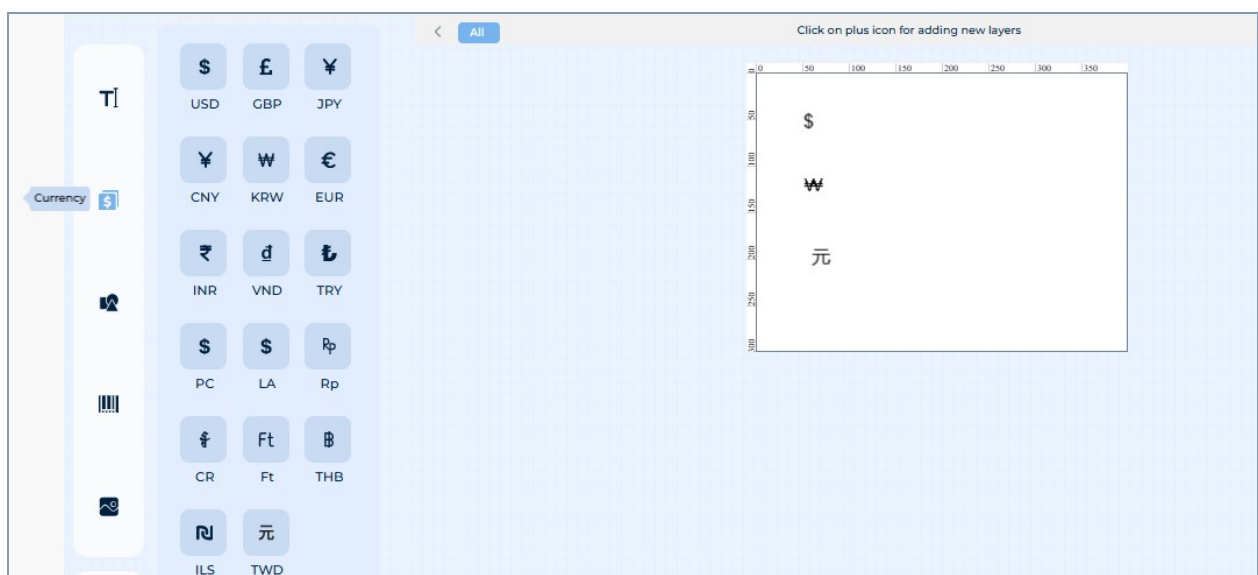 All
Click on plus icon for adding new layers
Currency
$ £ ¥
USD GBP JPY
¥ ₩ €
CNY KRW EUR
₹ ₫ ₺
INR VND TRY
$ $ Rp
PC LA Rp
Ft ฿
CR Ft THB
₪ 元
ILS TWD
in 0 50 100 150 200 250 300 350
50
100
150
200
250
300
$
₩
元